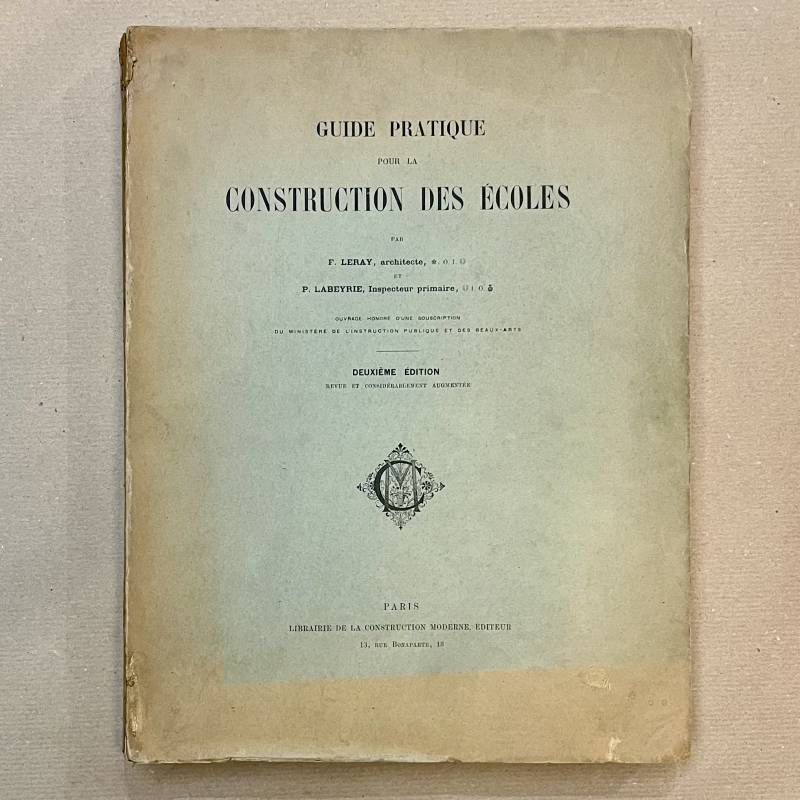 GUIDE PRATIQUE
POUR LA
CONSTRUCTION DES ÉCOLES
PAR
F. LERAY, architecte, O. I.
ET
P. LABEYRIE, Inspecteur primaire, I. O.
OUVRAGE HONORÉ D'UNE SOUSCRIPTION
DU MINISTÈRE DE L'INSTRUCTION PUBLIQUE ET DES BEAUX-ARTS
DEUXIÈME ÉDITION
REVUE ET CONSIDÉRABLEMENT AUGMENTÉE
CM
PARIS
LIBRAIRIE DE LA CONSTRUCTION MODERNE, ÉDITEUR
13, RUE BONAPARTE,